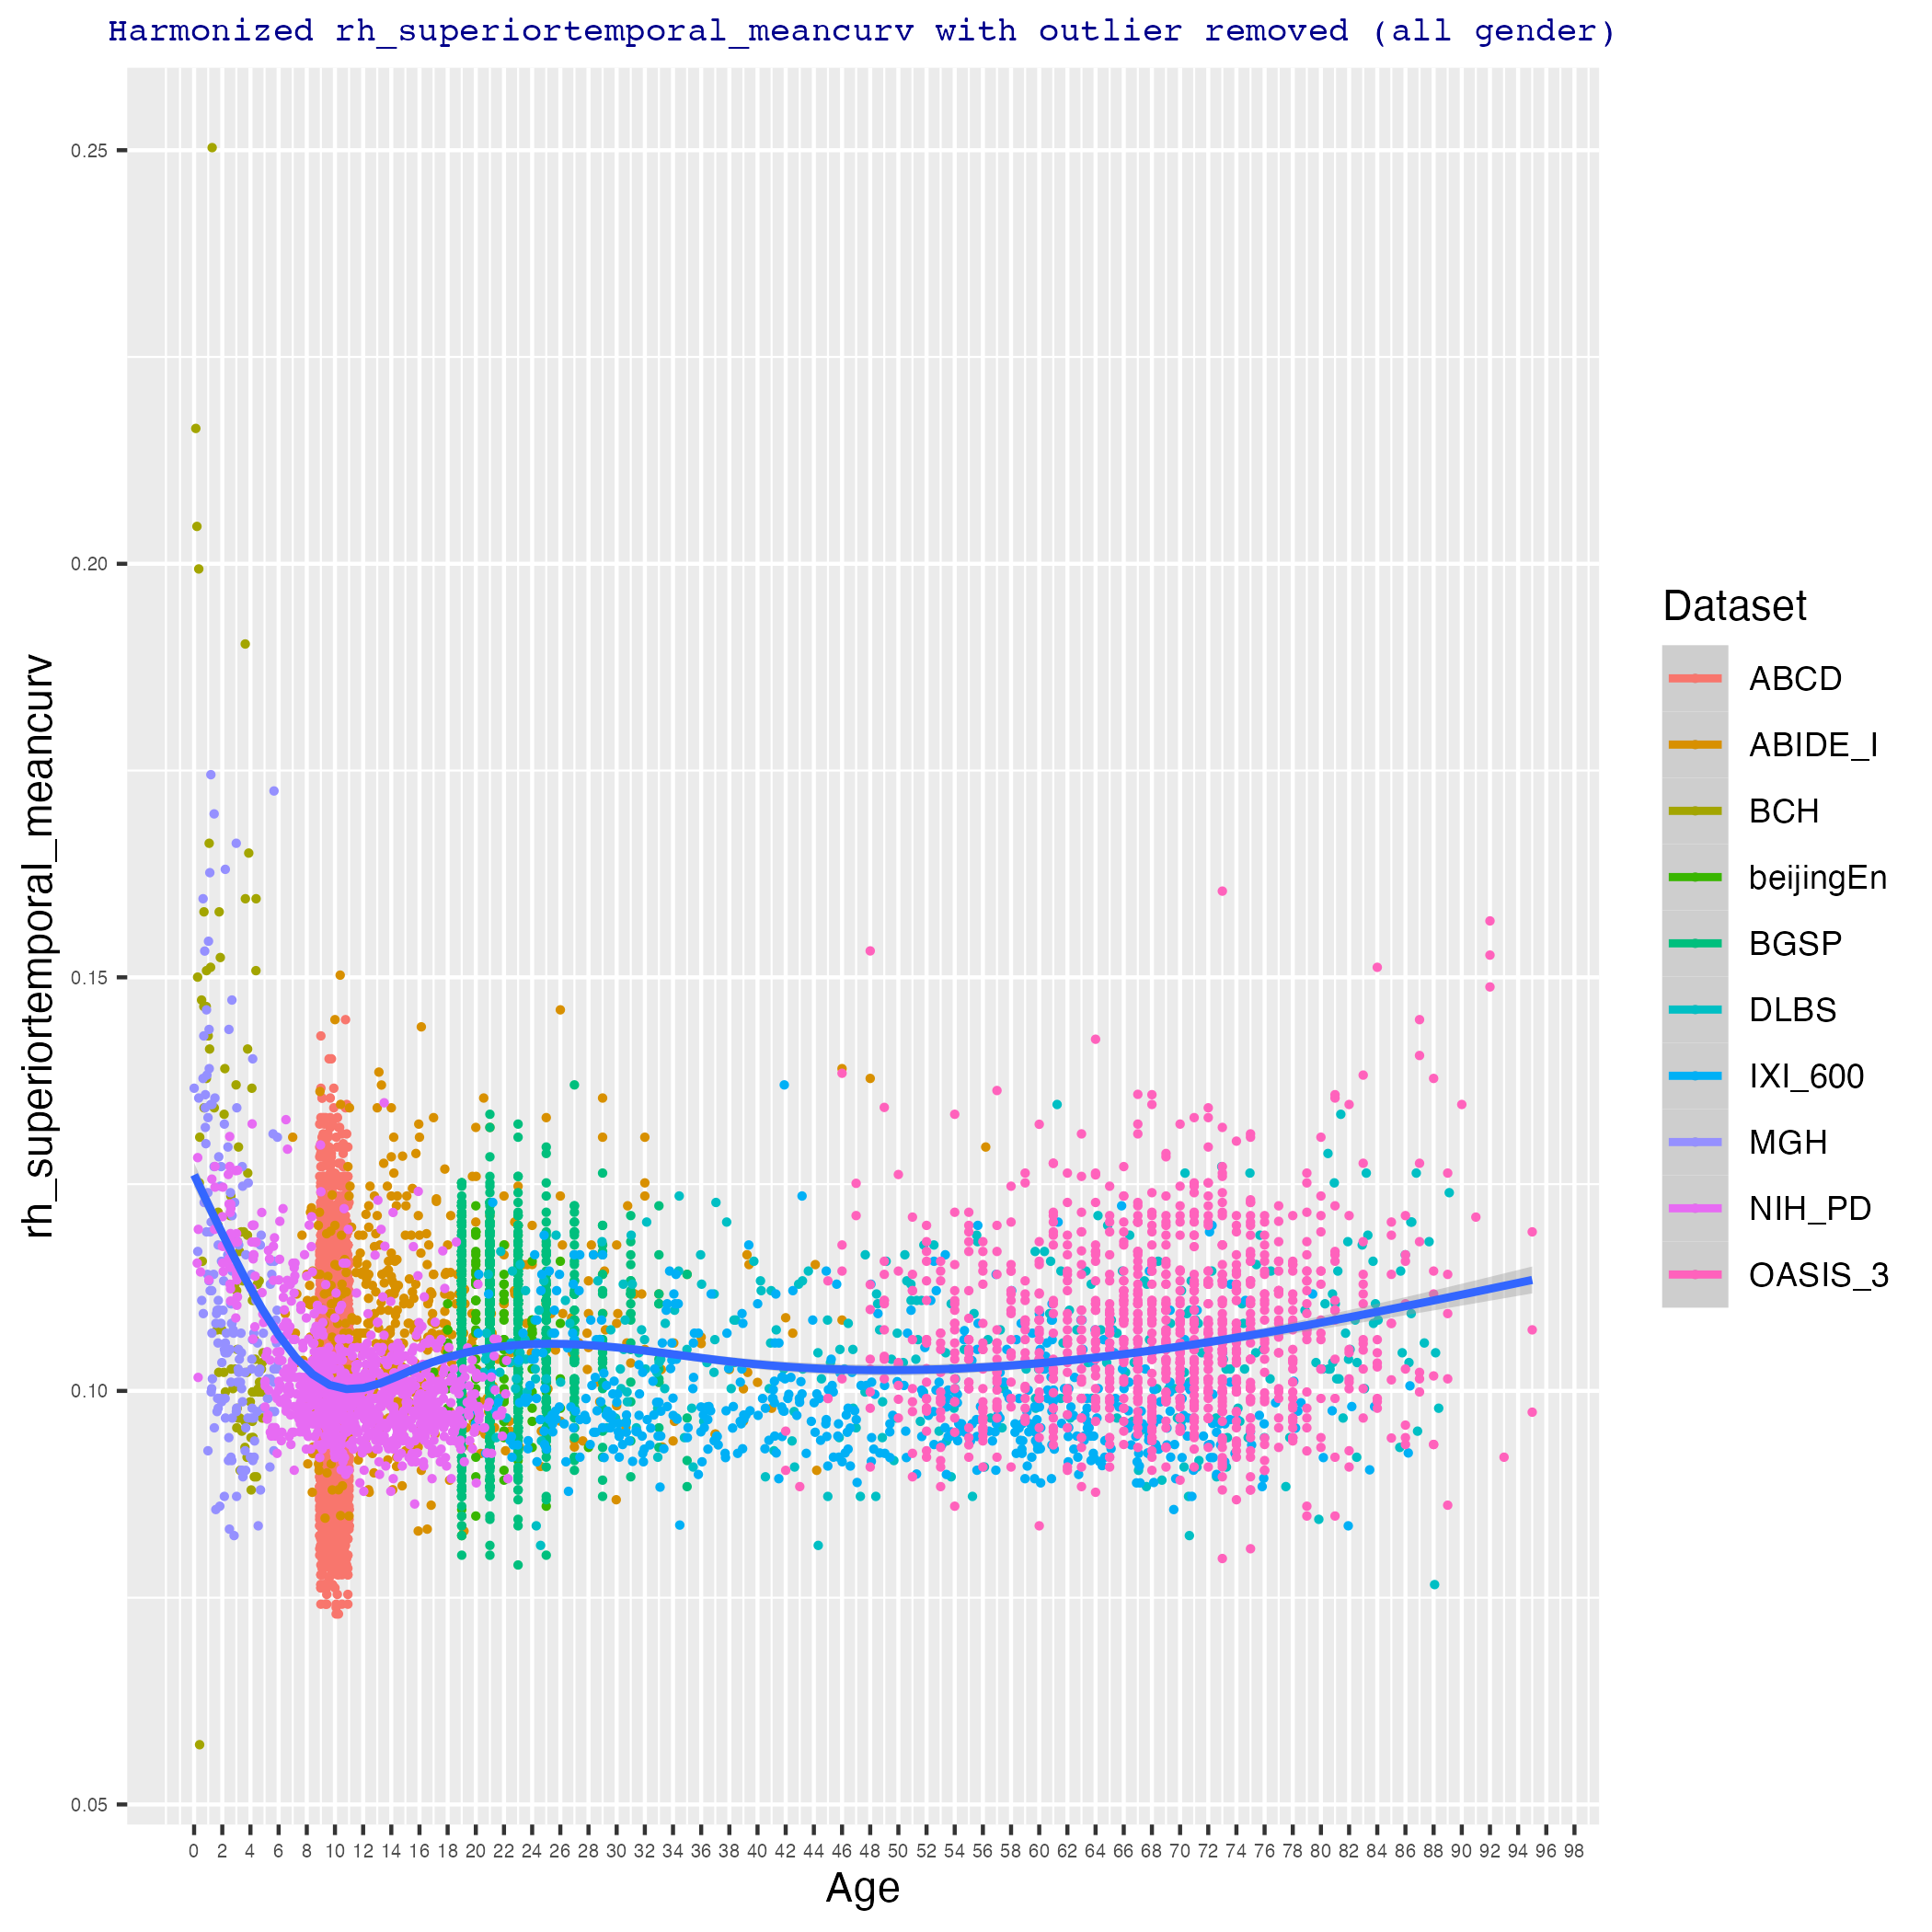 Harmonized rh_superiortemporal_meancurv with outlier removed (all gender)
rh_superiortemporal_meancurv
0.25
0.20
0.15
0.10
0.05
0 2 4 6 8 10 12 14 16 18 20 22 24 26 28 30 32 34 36 38 40 42 44 46 48 50 52 54 56 58 60 62 64 66 68 70 72 74 76 78 80 82 84 86 88 90 92 94 96 98
Age
Dataset
ABCD
ABIDE_I
BCH
beijingEn
BGSP
DLBS
IXI_600
MGH
NIH_PD
OASIS_3